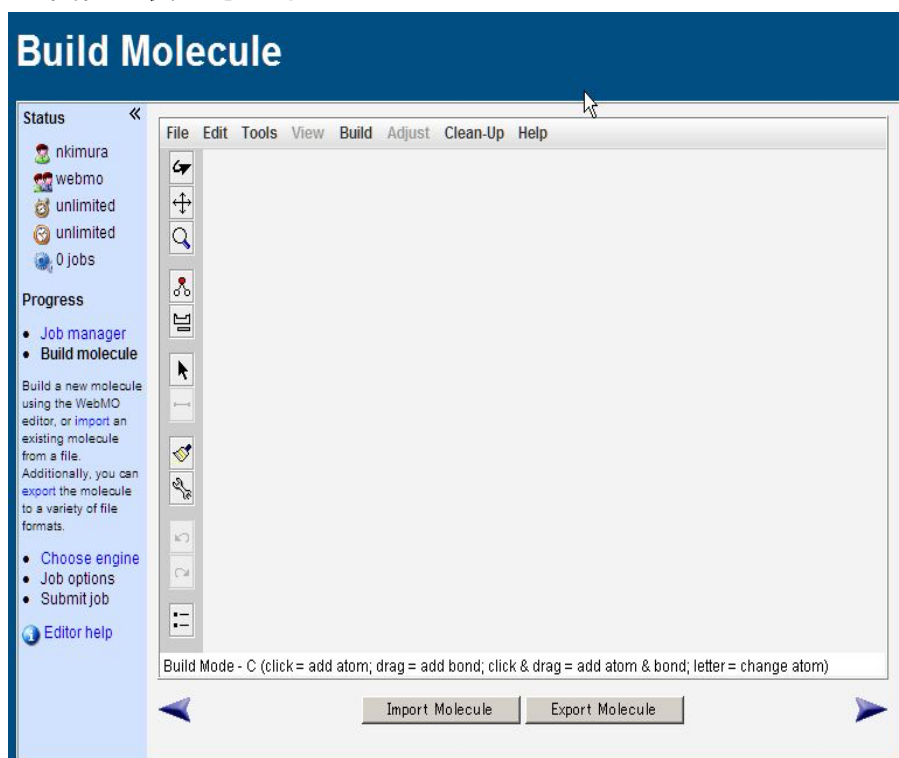 Build Molecule
Status «
nkimura
webmo
unlimited
unlimited
0 jobs
Progress
• Job manager
• Build molecule
Build a new molecule
using the WebMO
editor, or import an
existing molecule
from a file.
Additionally, you can
export the molecule
to a variety of file
formats.
• Choose engine
• Job options
• Submit job
Editor help
File Edit Tools View Build Adjust Clean-Up Help
Build Mode - C (click = add atom; drag = add bond; click & drag = add atom & bond; letter = change atom)
Import Molecule Export Molecule